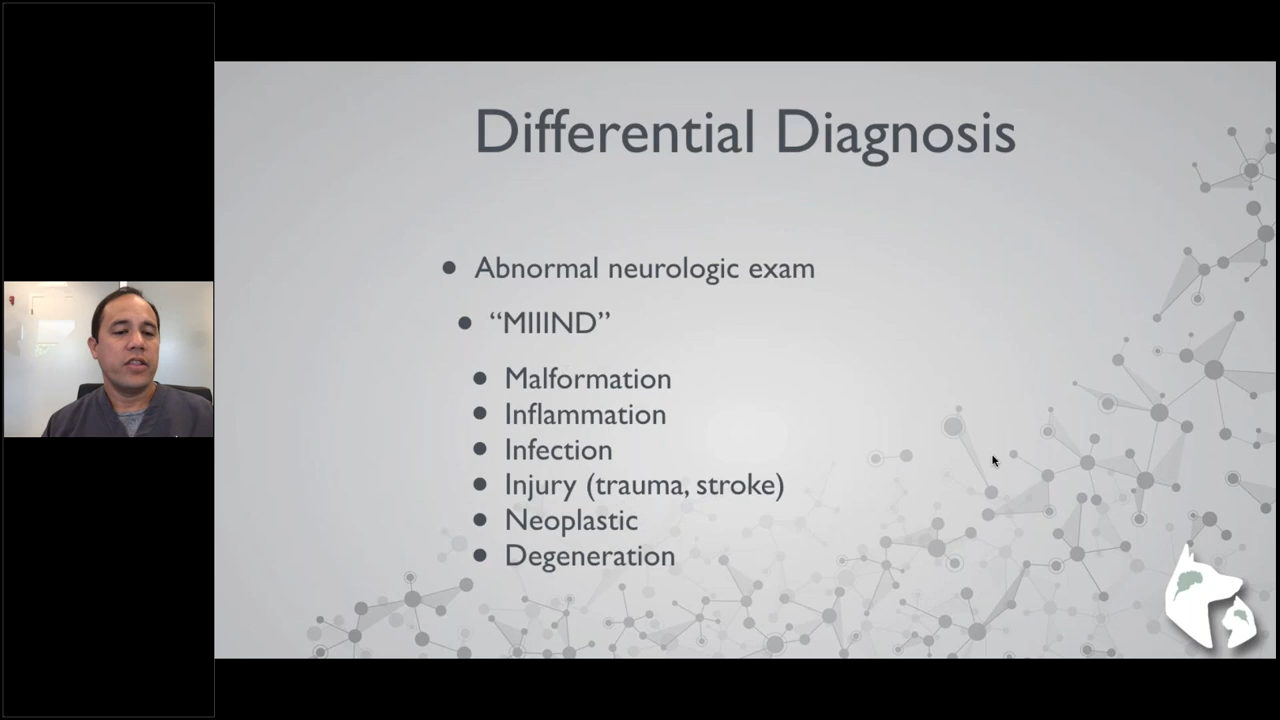 Differential Diagnosis
• Abnormal neurologic exam
• “MIIIND”
• Malformation
• Inflammation
• Infection
• Injury (trauma, stroke)
• Neoplastic
• Degeneration